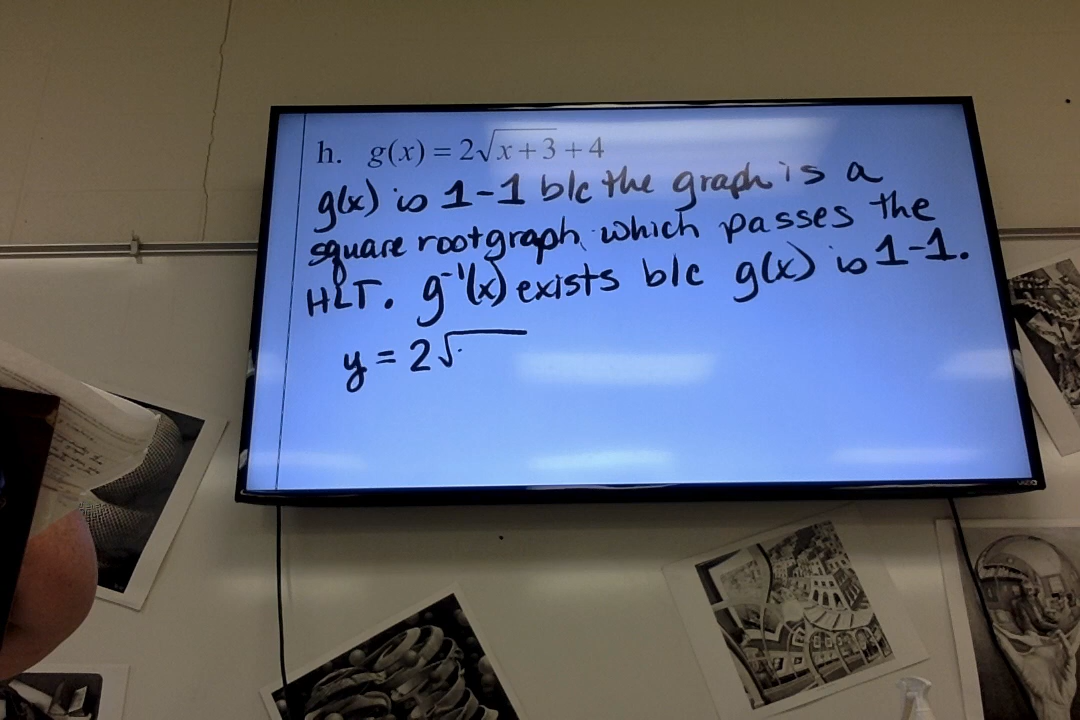 h. g(x) = 2√x+3 + 4
g(x) is 1-1 b/c the graph is a
square root graph which passes the
HLT. g⁻¹(x) exists b/c g(x) is 1-1.
y = 2√
VIZIO